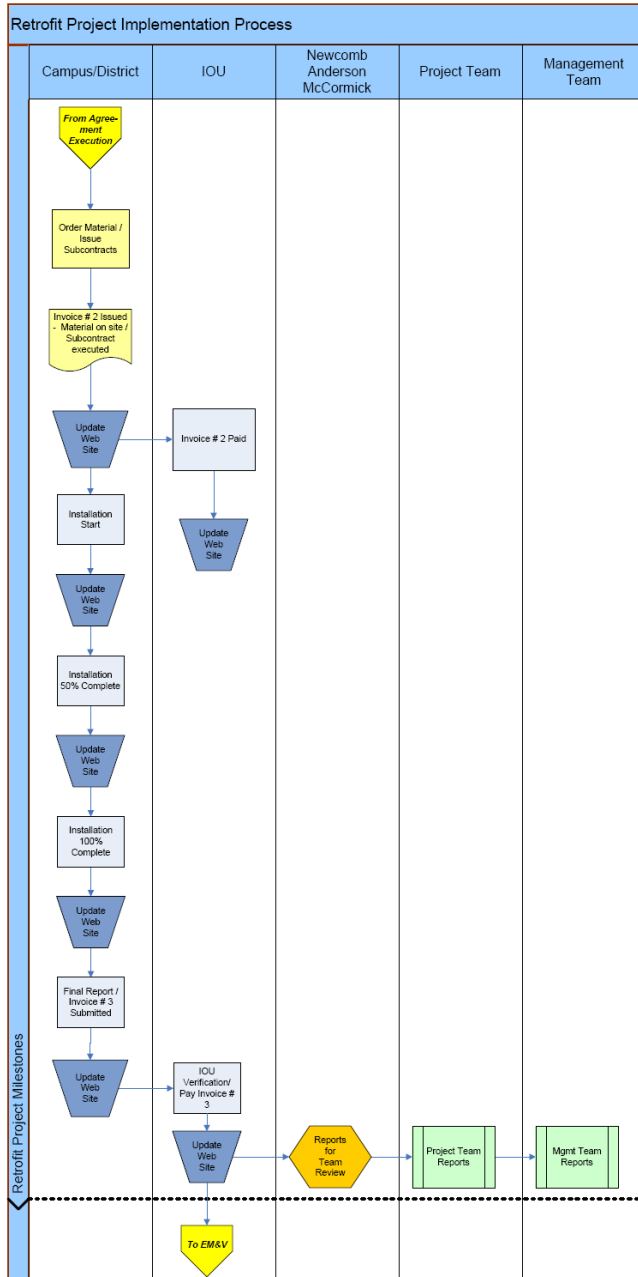 Retrofit Project Implementation Process
Campus/District
IOU
Newcomb
Anderson
McCormick
Project Team
Management
Team
From Agree-
ment
Execution
Order Material /
Issue
Subcontracts
Invoice # 2 Issued
- Material on site /
Subcontract
executed
Update
Web
Site
Invoice # 2 Paid
Installation
Start
Update
Web
Site
Update
Web
Site
Installation
50% Complete
Update
Web
Site
Installation
100%
Complete
Update
Web
Site
Final Report /
Invoice # 3
Submitted
Update
Web
Site
IOU
Verification/
Pay Invoice #
3
Update
Web
Site
Reports
for
Team
Review
Project Team
Reports
Mgmt Team
Reports
To EM&V
Retrofit Project Milestones